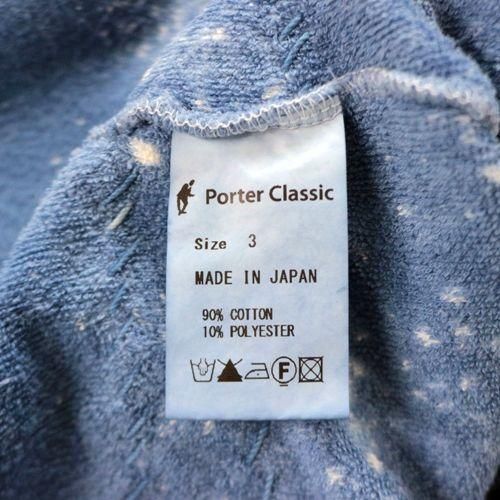 Porter Classic
Size 3
MADE IN JAPAN
90% COTTON
10% POLYESTER
F